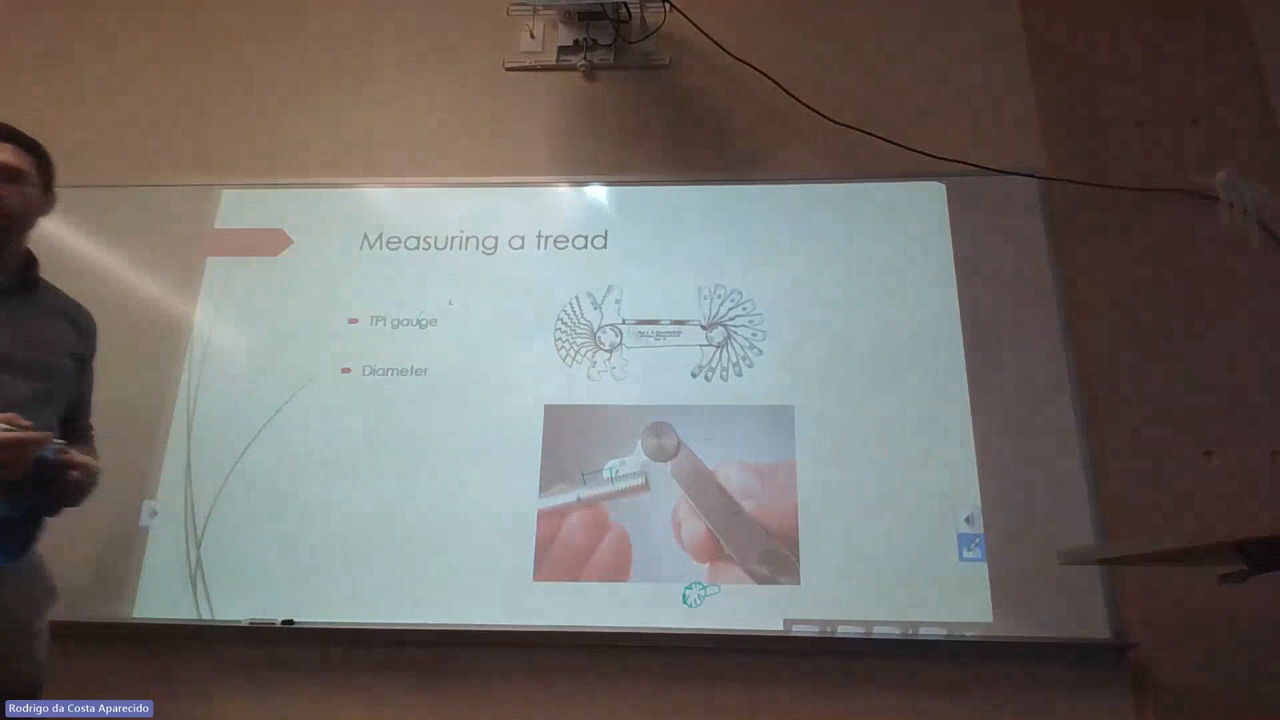 Measuring a tread
TPI gauge
Diameter
Rodrigo da Costa Aparecido